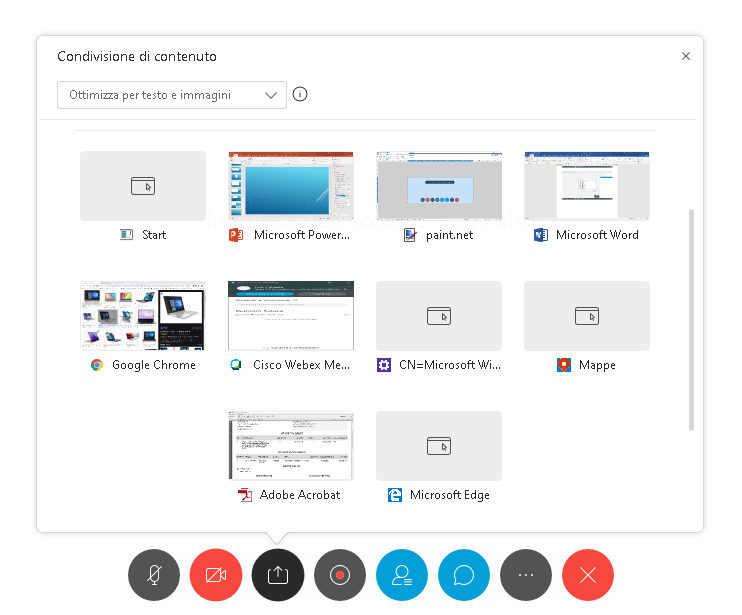 Condivisione di contenuto
Ottimizza per testo e immagini
Start
Microsoft Power...
paint.net
Microsoft Word
Google Chrome
Cisco Webex Me...
CN=Microsoft Wi...
Mappe
Adobe Acrobat
Microsoft Edge